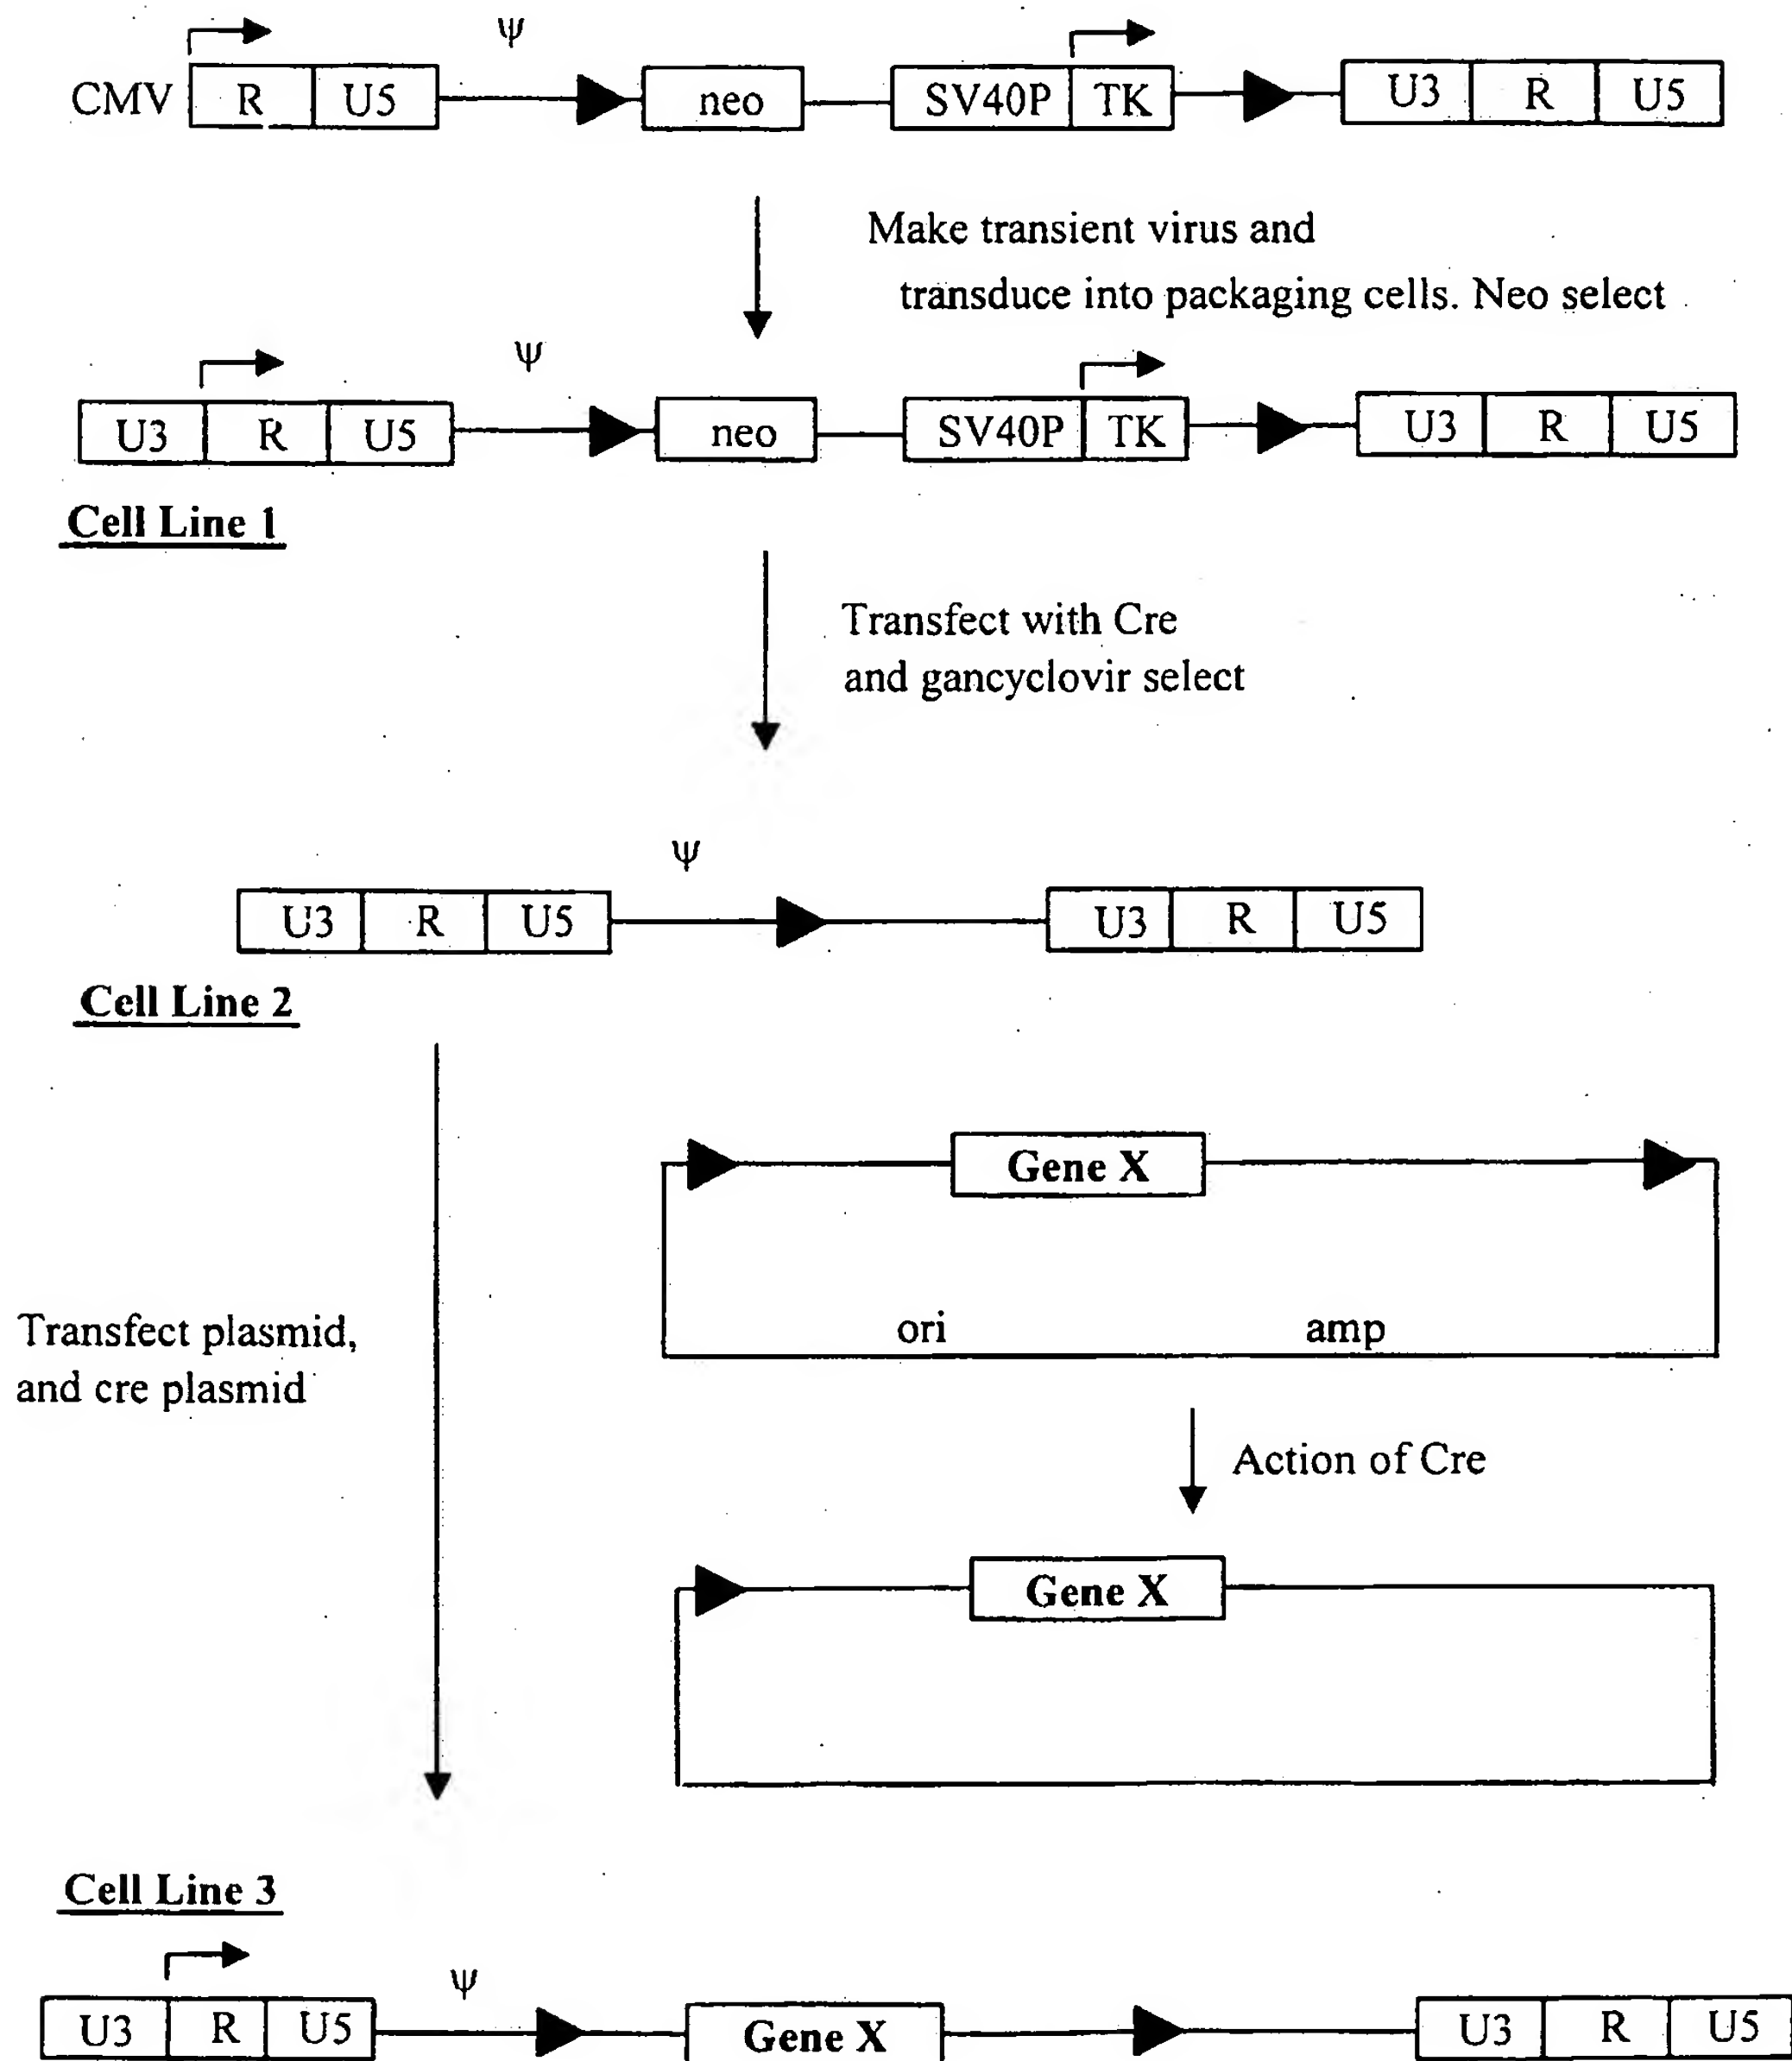 ψ
CMV R U5 neo SV40P TK U3 R U5
Make transient virus and
transduce into packaging cells. Neo select
ψ
U3 R U5 neo SV40P TK U3 R U5
Cell Line 1
Transfect with Cre
and gancyclovir select
ψ
U3 R U5 U3 R U5
Cell Line 2
Gene X
ori amp
Transfect plasmid,
and cre plasmid
Action of Cre
Gene X
Cell Line 3
ψ
U3 R U5 Gene X U3 R U5